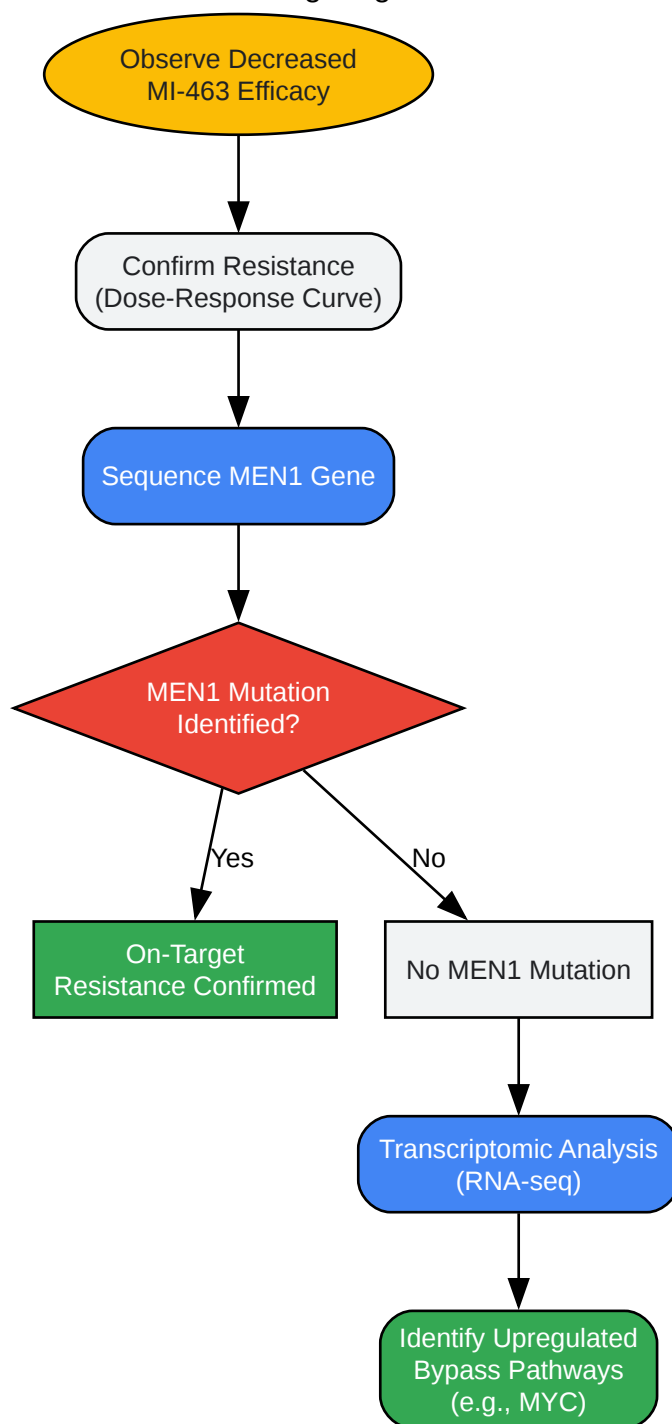 Observe Decreased
MI-463 Efficacy
Confirm Resistance
(Dose-Response Curve)
Sequence MEN1 Gene
MEN1 Mutation
Identified?
Yes
No
On-Target
Resistance Confirmed
No MEN1 Mutation
Transcriptomic Analysis
(RNA-seq)
Identify Upregulated
Bypass Pathways
(e.g., MYC)